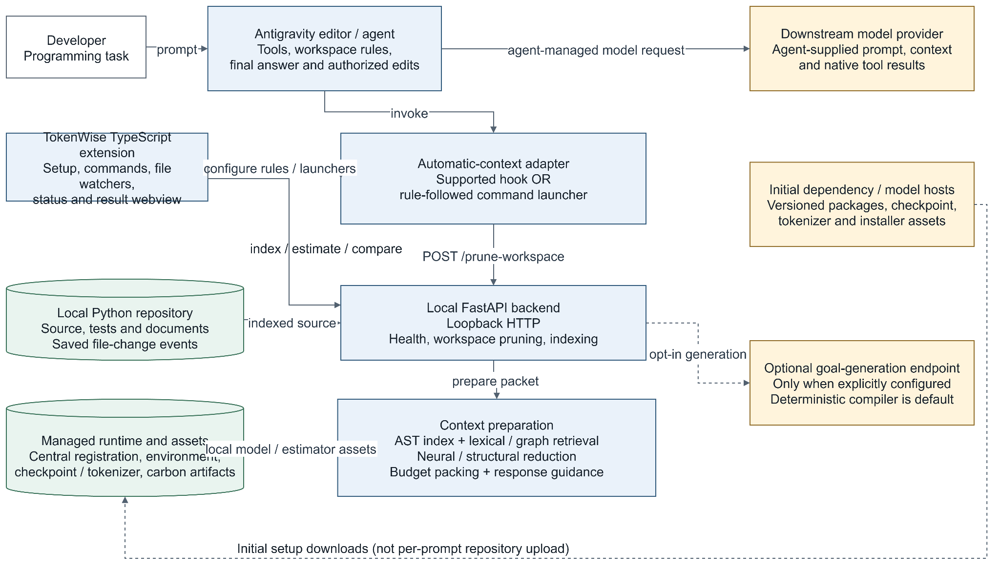 Developer
Programming task
prompt
Antigravity editor / agent
Tools, workspace rules,
final answer and authorized edits
agent-managed model request
Downstream model provider
Agent-supplied prompt, context
and native tool results
invoke
TokenWise TypeScript
extension
Setup, commands, file
watchers,
status and result webview
configure rules / launchers
Automatic-context adapter
Supported hook OR
rule-followed command launcher
Initial dependency / model hosts
Versioned packages, checkpoint,
tokenizer and installer assets
index / estimate / compare
POST /prune-workspace
Local Python repository
Source, tests and documents
Saved file-change events
indexed source
Local FastAPI backend
Loopback HTTP
Health, workspace pruning, indexing
opt-in generation
Optional goal-generation endpoint
Only when explicitly configured
Deterministic compiler is default
prepare packet
Managed runtime and assets
Central registration, environment,
checkpoint / tokenizer, carbon artifacts
local model / estimator assets
Context preparation
AST index + lexical / graph retrieval
Neural / structural reduction
Budget packing + response guidance
Initial setup downloads (not per-prompt repository upload)